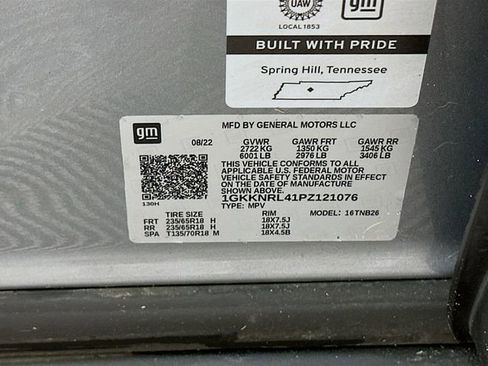 UAW
LOCAL 1853
gm
BUILT WITH PRIDE
Spring Hill, Tennessee
gm
MFD BY GENERAL MOTORS LLC
08/22 GVWR GAWR FRT GAWR RR
2722 KG 1350 KG 1545 KG
6001 LB 2976 LB 3406 LB
THIS VEHICLE CONFORMS TO ALL
APPLICABLE U.S. FEDERAL MOTOR
VEHICLE SAFETY STANDARDS IN EFFECT
ON THE DATE OF MANUFACTURE
SHOWN ABOVE.
1GKKNRL41PZ121076
130H TYPE: MPV
TIRE SIZE RIM MODEL: 16TNB26
FRT 235/65R18 H 18X7.5J
RR 235/65R18 H 18X7.5J
SPA T135/70R18 M 18X4.5B